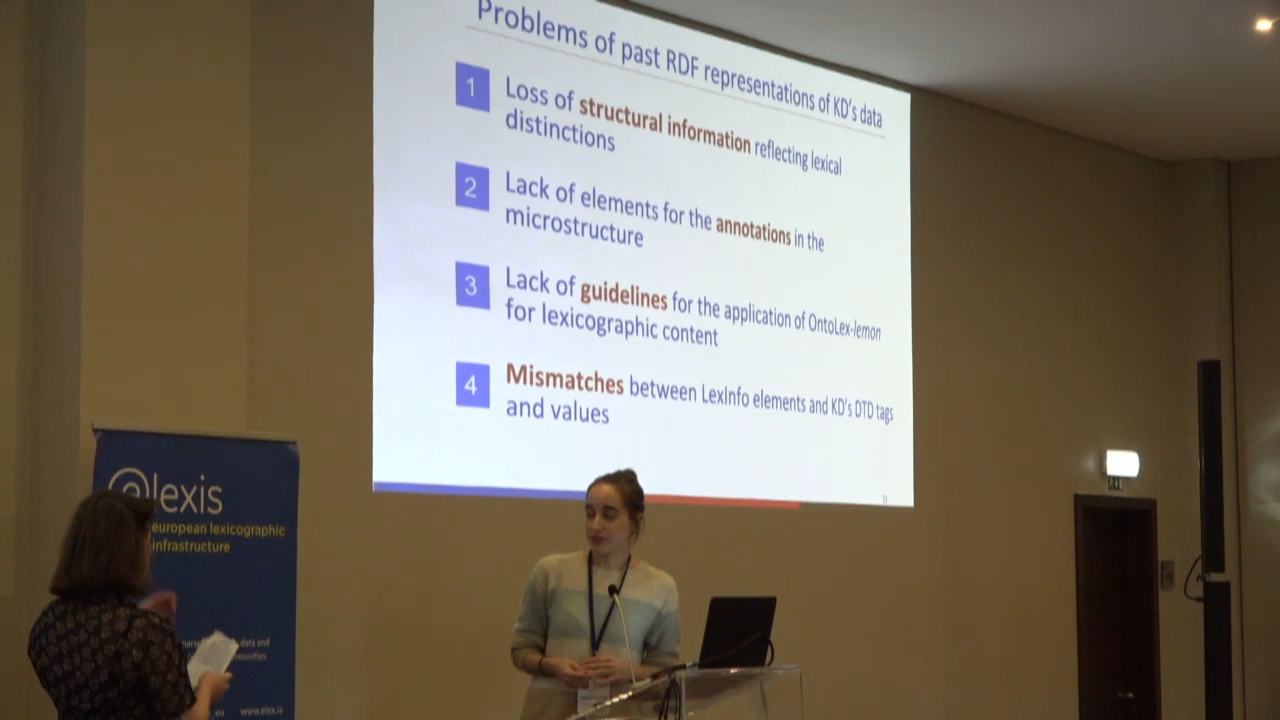 Problems of past RDF representations of KD's data
1
Loss of structural information reflecting lexical
distinctions
2
Lack of elements for the annotations in the
microstructure
3
Lack of guidelines for the application of OntoLex-lemon
for lexicographic content
4
Mismatches between LexInfo elements and KD's DTD tags
and values
elexis
european lexicographic
infrastructure
data and
eu www.elex.is